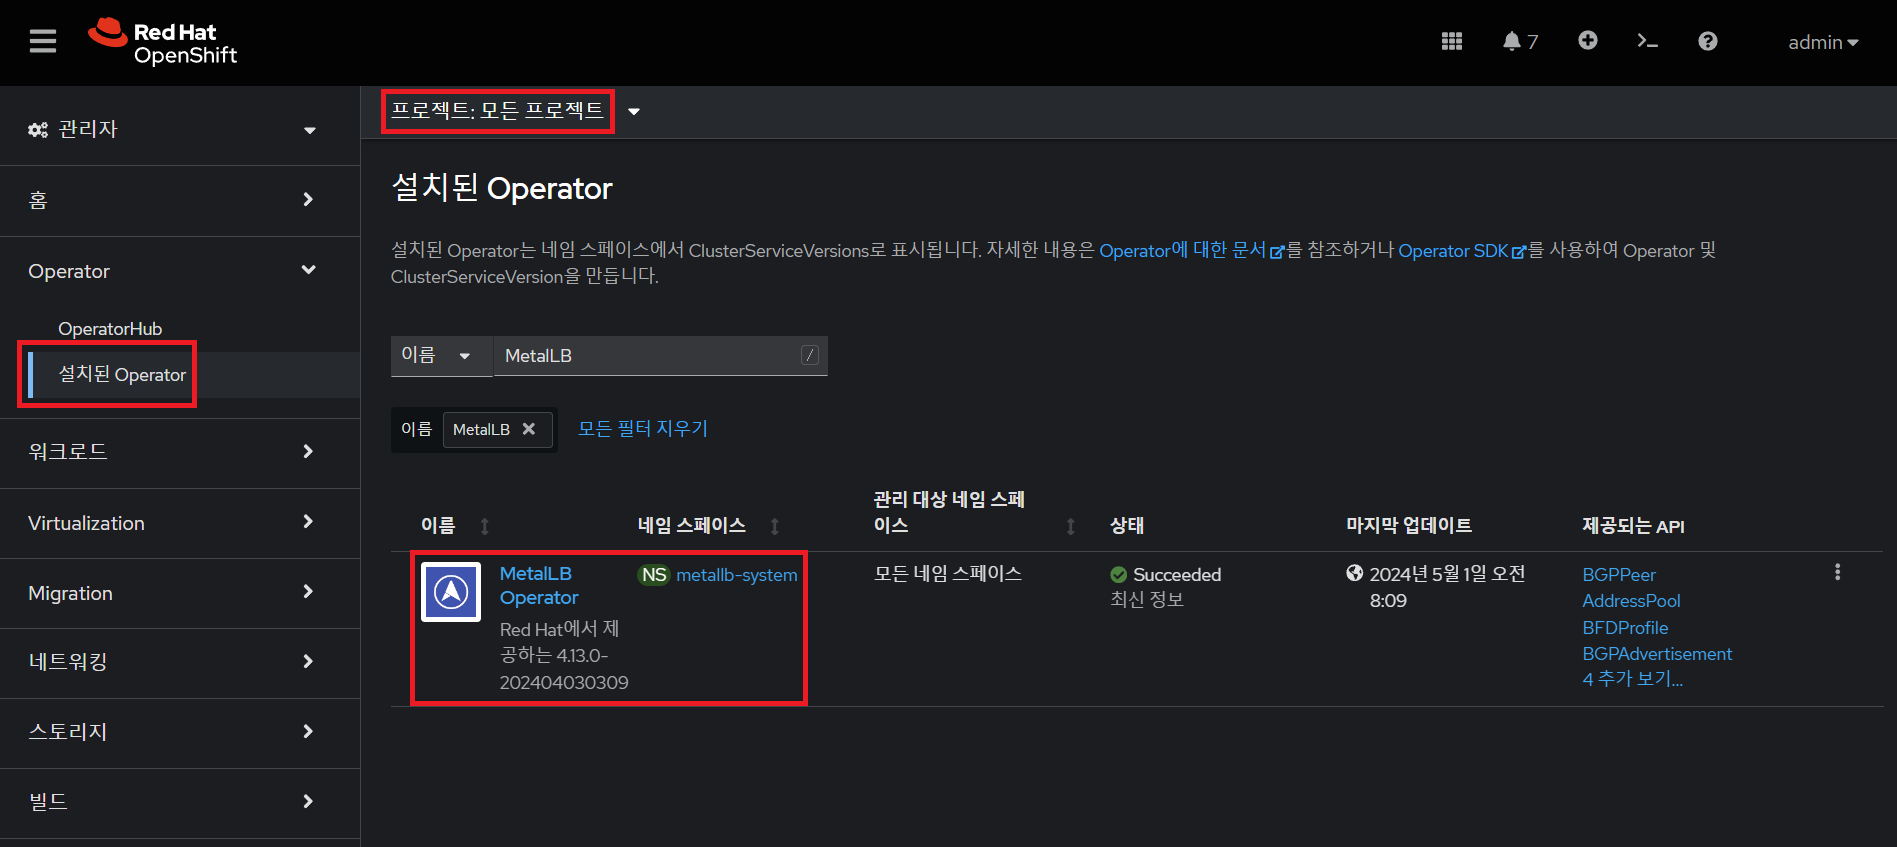 Red Hat
OpenShift
7
admin
관리자
홈
Operator
OperatorHub
설치된 Operator
워크로드
Virtualization
Migration
네트워킹
스토리지
빌드
프로젝트: 모든 프로젝트
설치된 Operator
설치된 Operator는 네임 스페이스에서 ClusterServiceVersions로 표시됩니다. 자세한 내용은 Operator에 대한 문서를 참조하거나 Operator SDK를 사용하여 Operator 및
ClusterServiceVersion을 만듭니다.
이름
MetalLB
/
이름 MetalLB 모든 필터 지우기
이름
네임 스페이스
관리 대상 네임 스페
이스
상태
마지막 업데이트
제공되는 API
MetalLB
Operator
Red Hat에서 제
공하는 4.13.0-
202404030309
NS metallb-system
모든 네임 스페이스
Succeeded
최신 정보
2024년 5월 1일 오전
8:09
BGPPeer
AddressPool
BFDProfile
BGPAdvertisement
4 추가 보기...